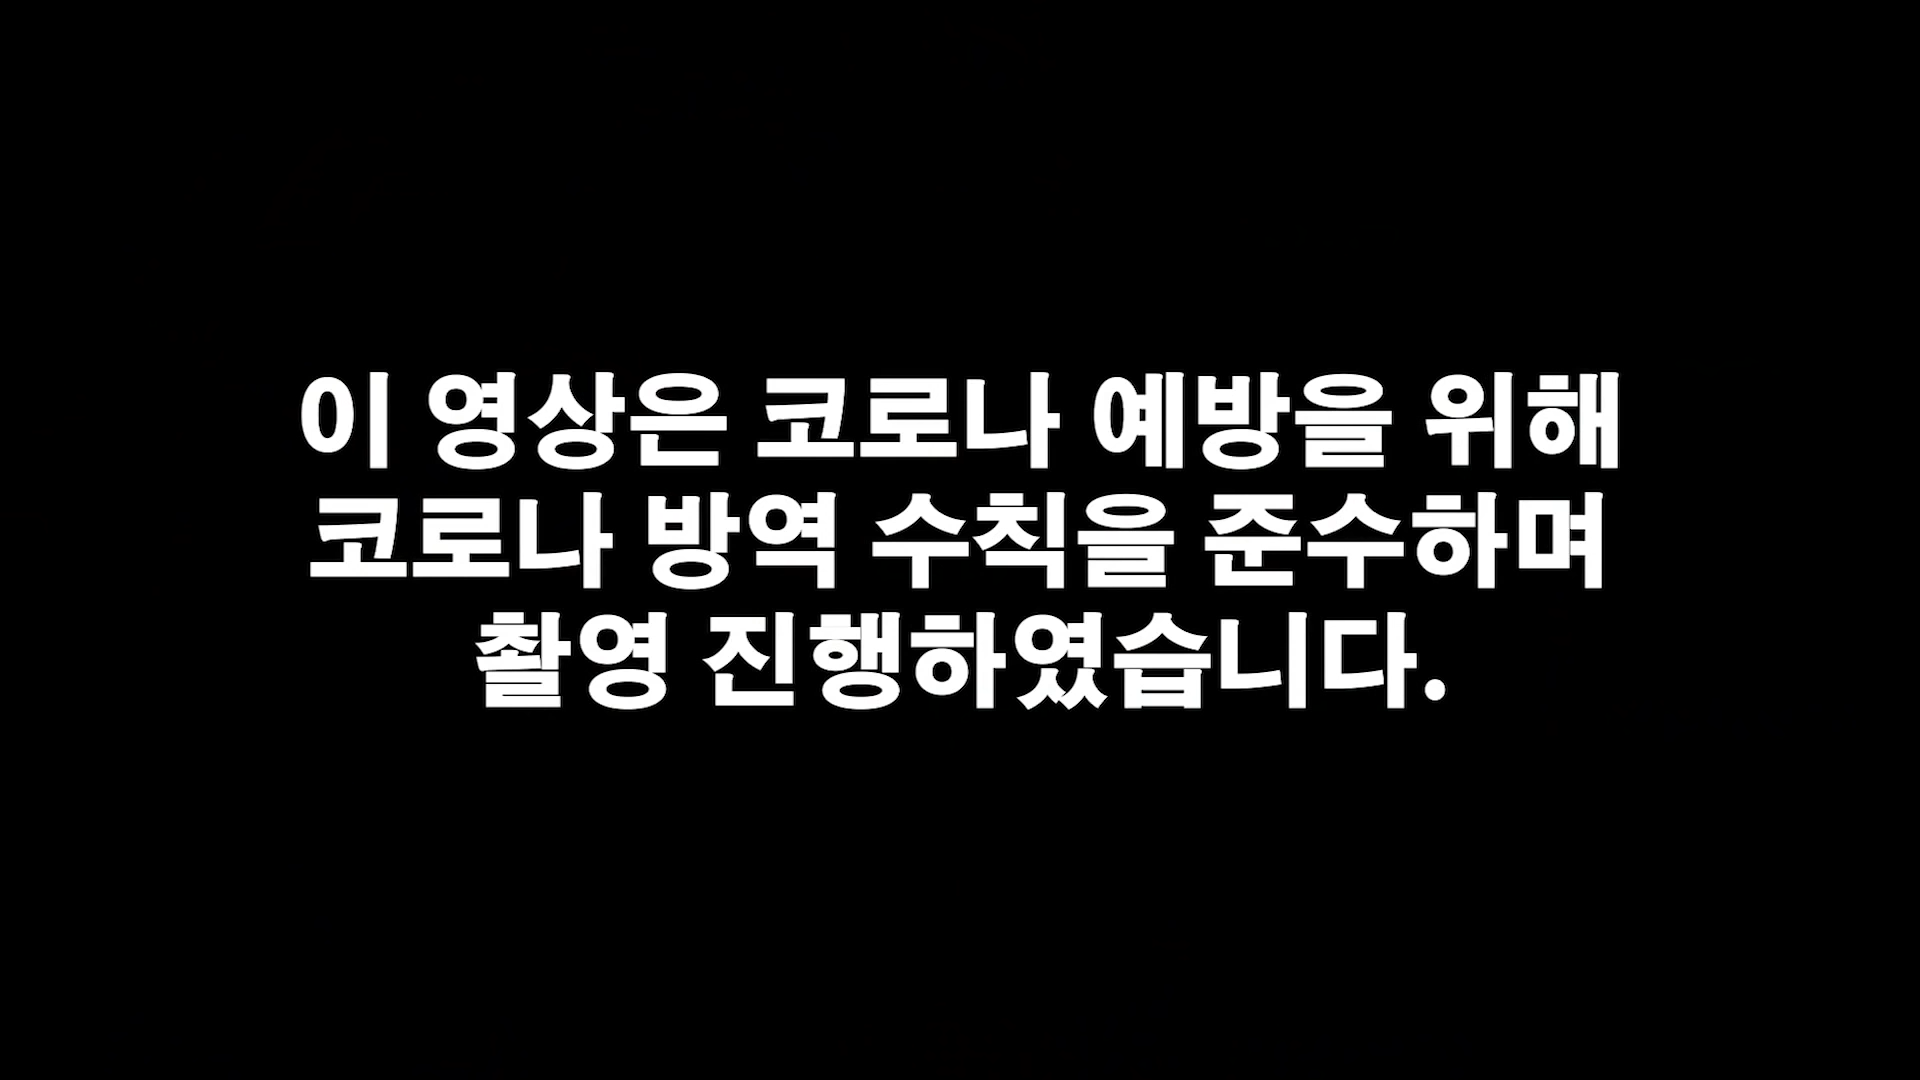 이 영상은 코로나 예방을 위해
코로나 방역 수칙을 준수하며
촬영 진행하였습니다.